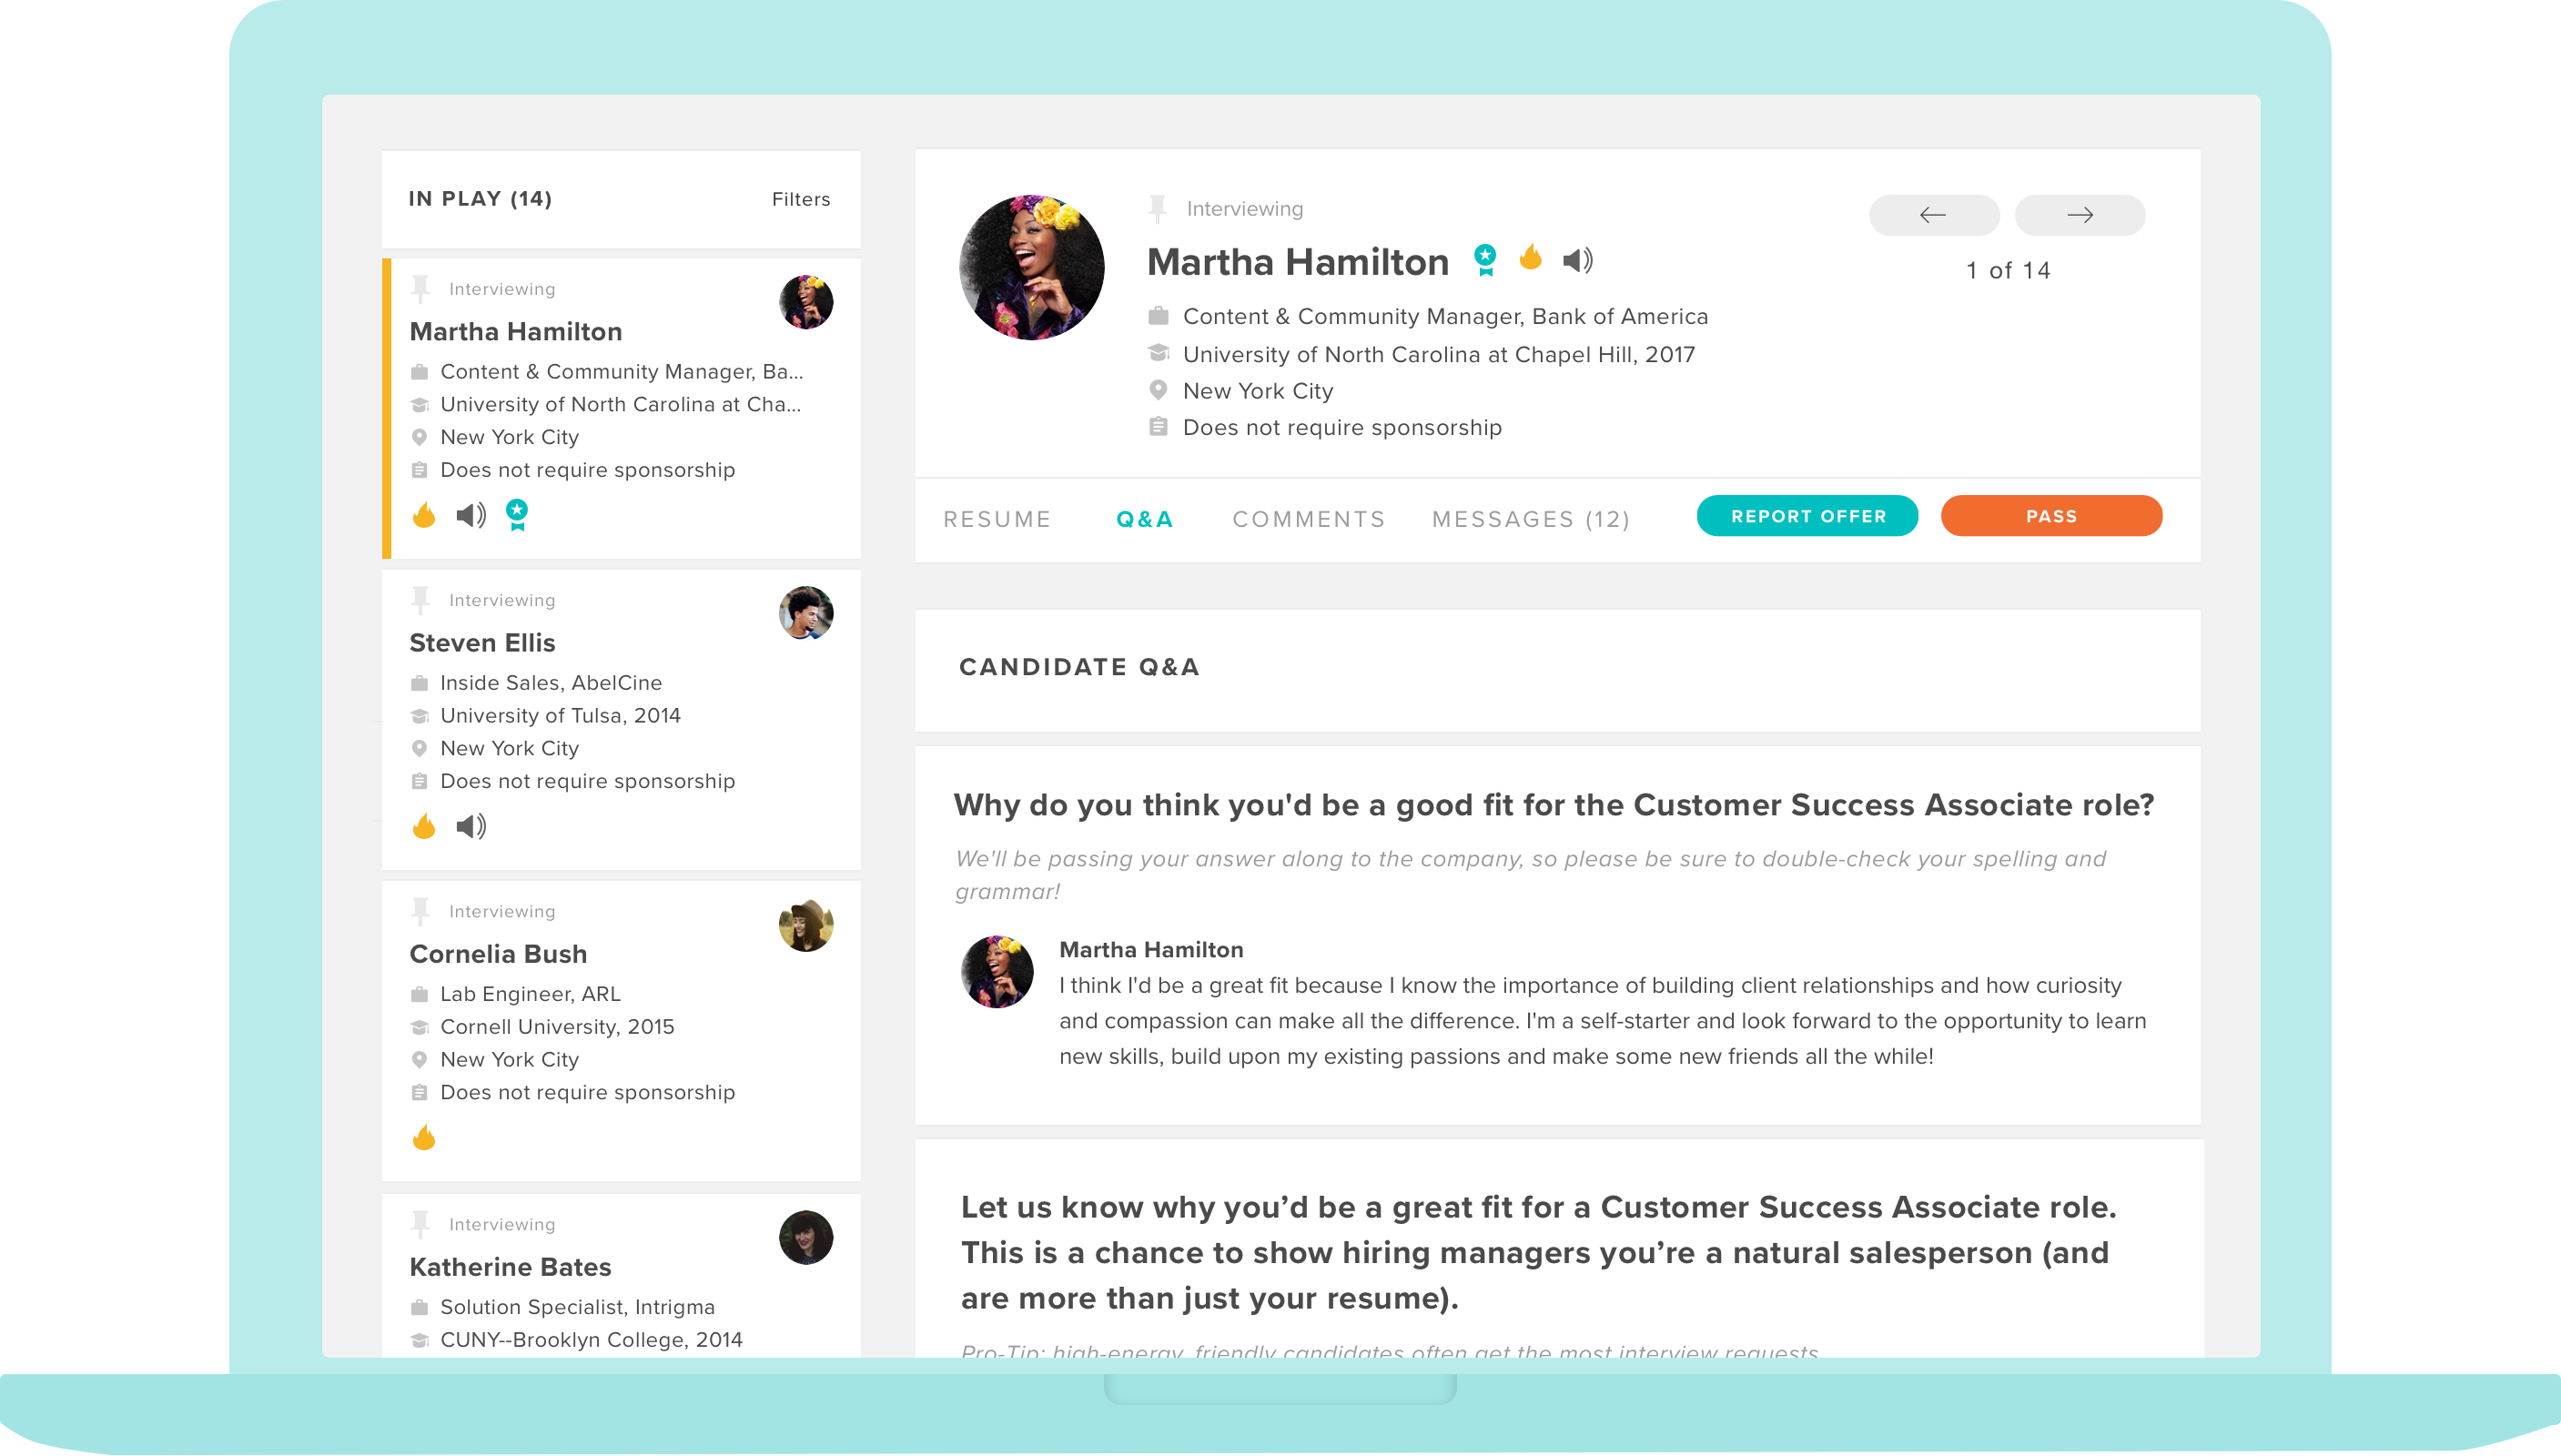 IN PLAY (14)
Filters
Interviewing
Martha Hamilton
Content & Community Manager, Ba...
University of North Carolina at Cha...
New York City
Does not require sponsorship
Interviewing
Steven Ellis
Inside Sales, AbelCine
University of Tulsa, 2014
New York City
Does not require sponsorship
Interviewing
Cornelia Bush
Lab Engineer, ARL
Cornell University, 2015
New York City
Does not require sponsorship
Interviewing
Katherine Bates
Solution Specialist, Intrigma
CUNY--Brooklyn College, 2014
Interviewing
Martha Hamilton
Content & Community Manager, Bank of America
University of North Carolina at Chapel Hill, 2017
New York City
Does not require sponsorship
1 of 14
RESUME
Q&A
COMMENTS
MESSAGES (12)
REPORT OFFER
PASS
CANDIDATE Q&A
Why do you think you'd be a good fit for the Customer Success Associate role?
We'll be passing your answer along to the company, so please be sure to double-check your spelling and
grammar!
Martha Hamilton
I think I'd be a great fit because I know the importance of building client relationships and how curiosity
and compassion can make all the difference. I'm a self-starter and look forward to the opportunity to learn
new skills, build upon my existing passions and make some new friends all the while!
Let us know why you’d be a great fit for a Customer Success Associate role.
This is a chance to show hiring managers you’re a natural salesperson (and
are more than just your resume).
Pro-Tip: high-energy, friendly candidates often get the most interview requests